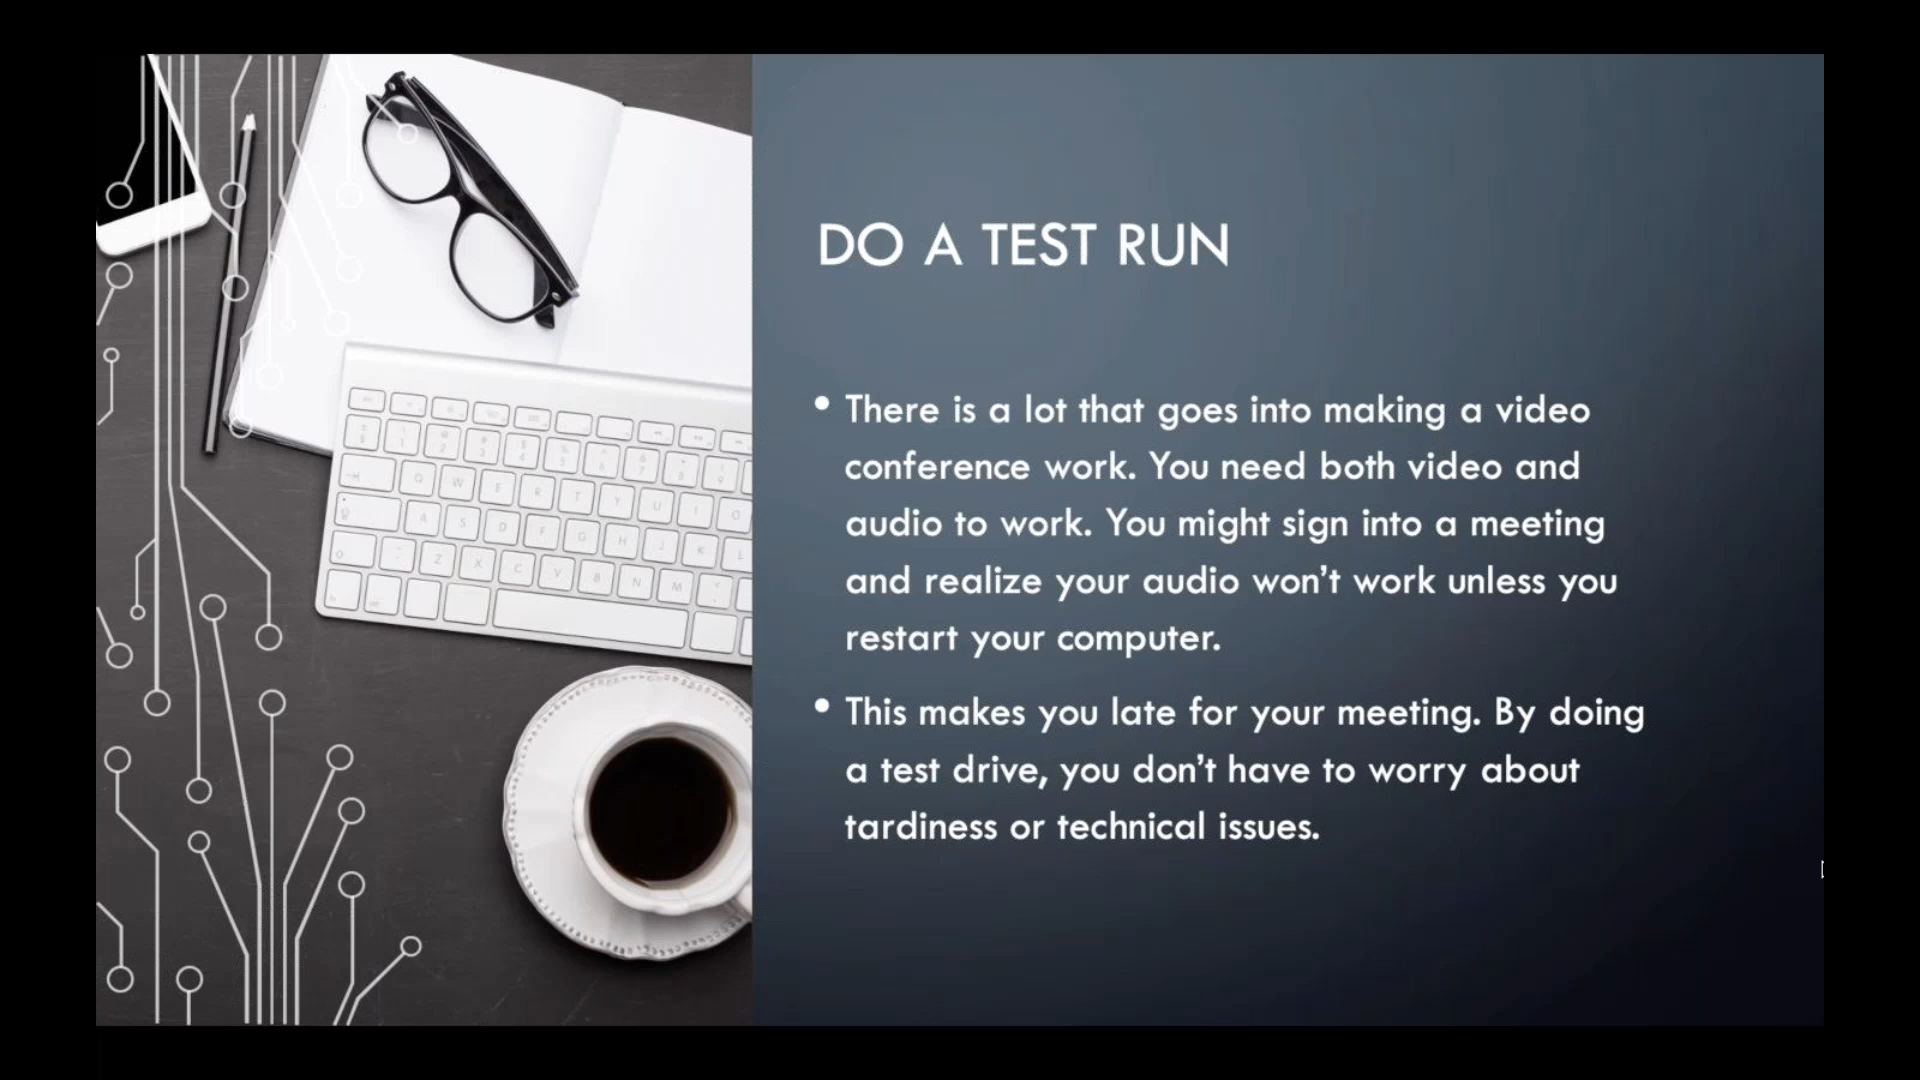 DO A TEST RUN
• There is a lot that goes into making a video
conference work. You need both video and
audio to work. You might sign into a meeting
and realize your audio won’t work unless you
restart your computer.
• This makes you late for your meeting. By doing
a test drive, you don’t have to worry about
tardiness or technical issues.